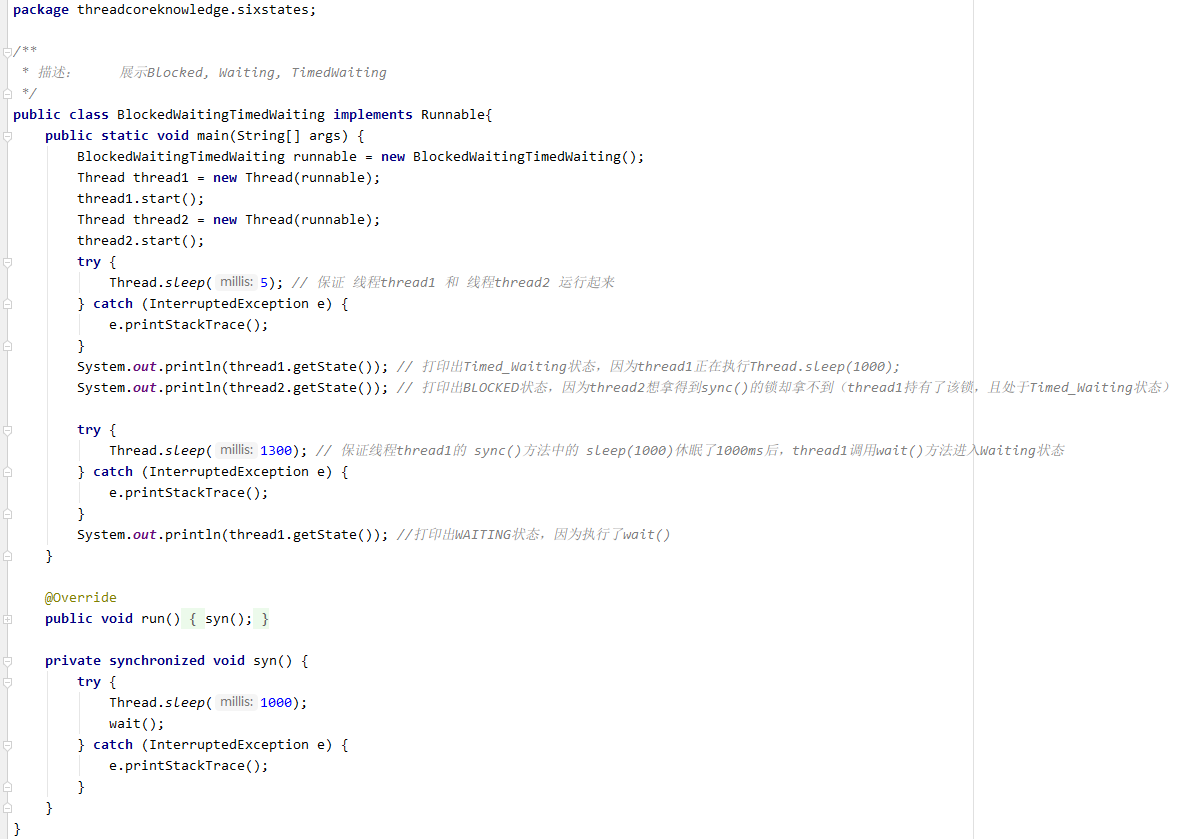 package threadcoreknowledge.sixstates;
/**
 * 描述:      展示Blocked, Waiting, TimedWaiting
 */
public class BlockedWaitingTimedWaiting implements Runnable{
    public static void main(String[] args) {
        BlockedWaitingTimedWaiting runnable = new BlockedWaitingTimedWaiting();
        Thread thread1 = new Thread(runnable);
        thread1.start();
        Thread thread2 = new Thread(runnable);
        thread2.start();
        try {
            Thread.sleep( millis: 5); // 保证 线程thread1 和 线程thread2 运行起来
        } catch (InterruptedException e) {
            e.printStackTrace();
        }
        System.out.println(thread1.getState()); // 打印出Timed_Waiting状态，因为thread1正在执行Thread.sleep(1000);
        System.out.println(thread2.getState()); // 打印出BLOCKED状态，因为thread2想拿得到sync()的锁却拿不到（thread1持有了该锁，且处于Timed_Waiting状态）
        try {
            Thread.sleep( millis: 1300); // 保证线程thread1的 sync()方法中的 sleep(1000)休眠了1000ms后，thread1调用wait()方法进入Waiting状态
        } catch (InterruptedException e) {
            e.printStackTrace();
        }
        System.out.println(thread1.getState()); //打印出WAITING状态，因为执行了wait()
    }
    @Override
    public void run() { syn(); }
    private synchronized void syn() {
        try {
            Thread.sleep( millis: 1000);
            wait();
        } catch (InterruptedException e) {
            e.printStackTrace();
        }
    }
}